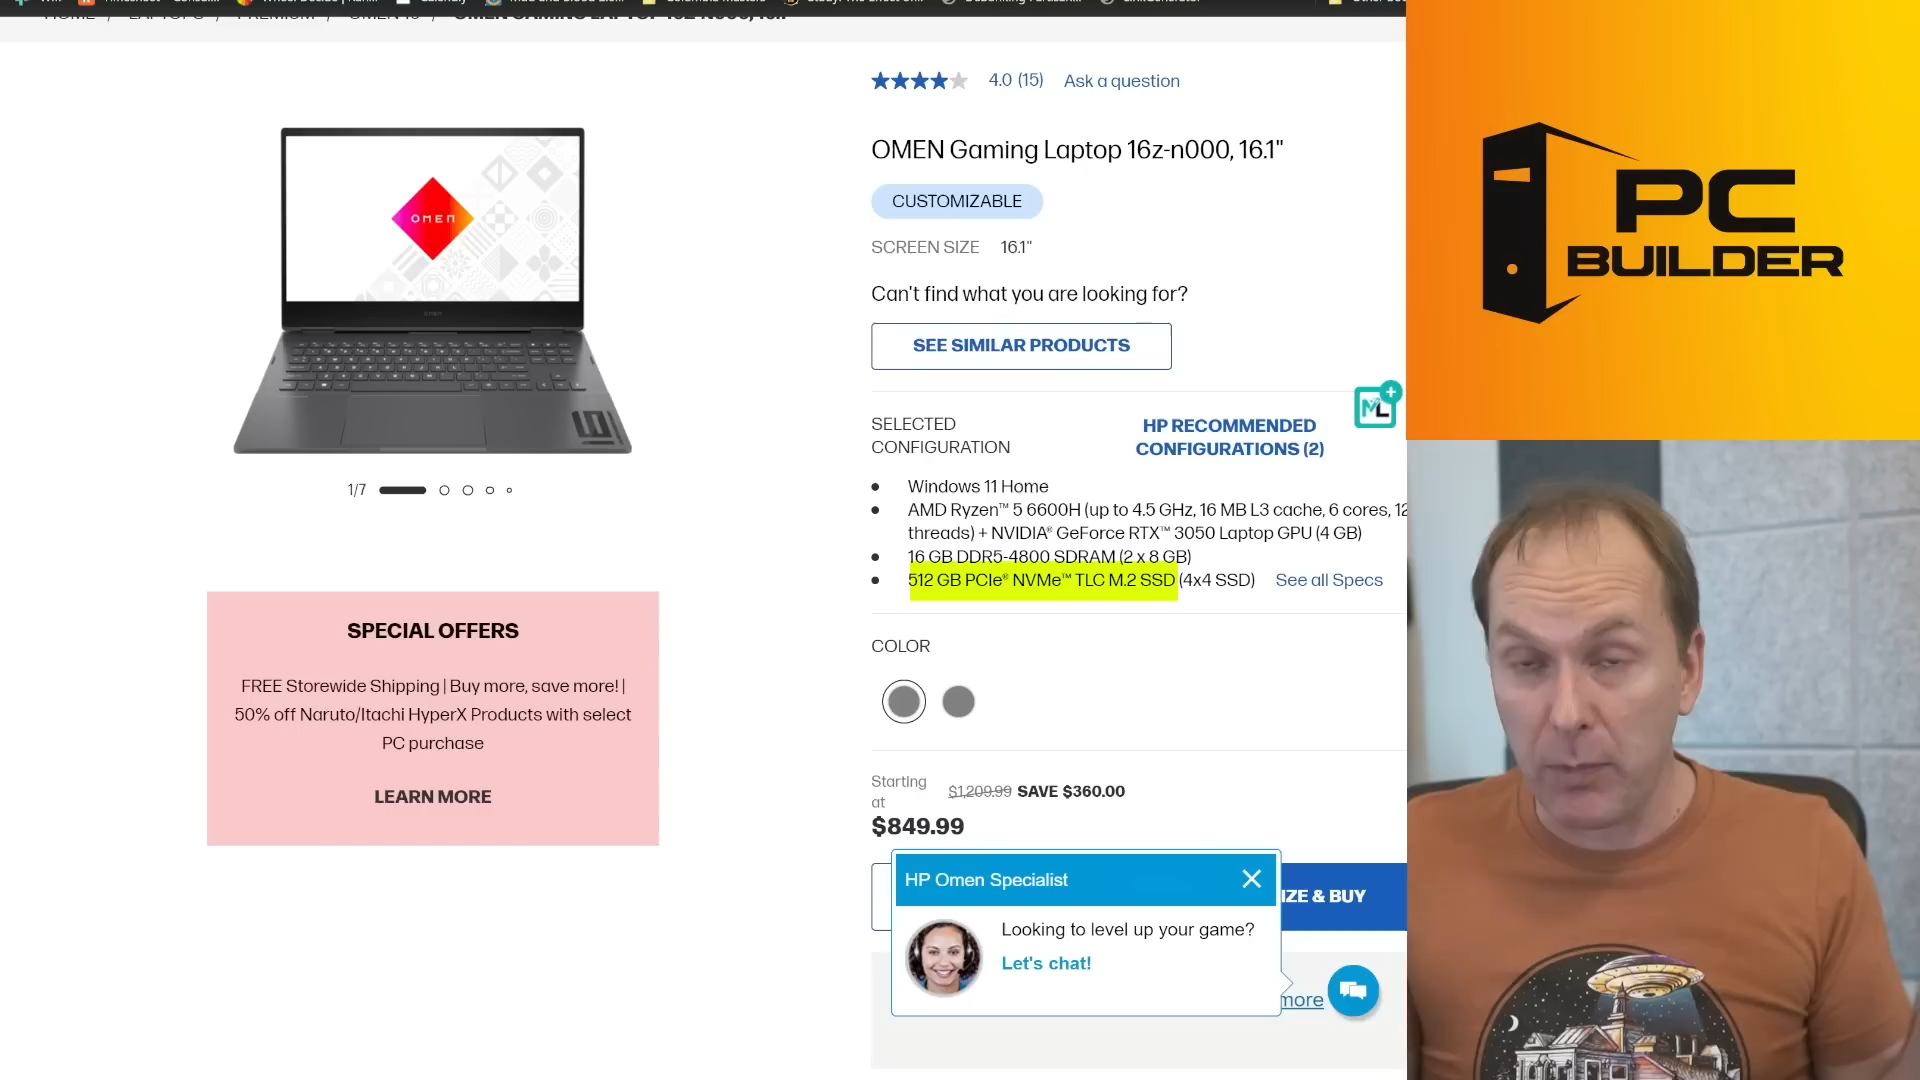 4.0 (15) Ask a question
OMEN Gaming Laptop 16z-n000, 16.1"
CUSTOMIZABLE
SCREEN SIZE 16.1"
Can't find what you are looking for?
SEE SIMILAR PRODUCTS
SELECTED CONFIGURATION
HP RECOMMENDED CONFIGURATIONS (2)
ML
Windows 11 Home
AMD Ryzen™ 5 6600H (up to 4.5 GHz, 16 MB L3 cache, 6 cores, 12
threads) + NVIDIA® GeForce RTX™ 3050 Laptop GPU (4 GB)
16 GB DDR5-4800 SDRAM (2 x 8 GB)
512 GB PCIe® NVMe™ TLC M.2 SSD (4x4 SSD) See all Specs
COLOR
Starting at
$1,209.99 SAVE $360.00
$849.99
IZE & BUY
HP Omen Specialist
Looking to level up your game?
Let's chat!
more
OMEN
1/7
SPECIAL OFFERS
FREE Storewide Shipping | Buy more, save more! |
50% off Naruto/Itachi HyperX Products with select
PC purchase
LEARN MORE
PC
BUILDER